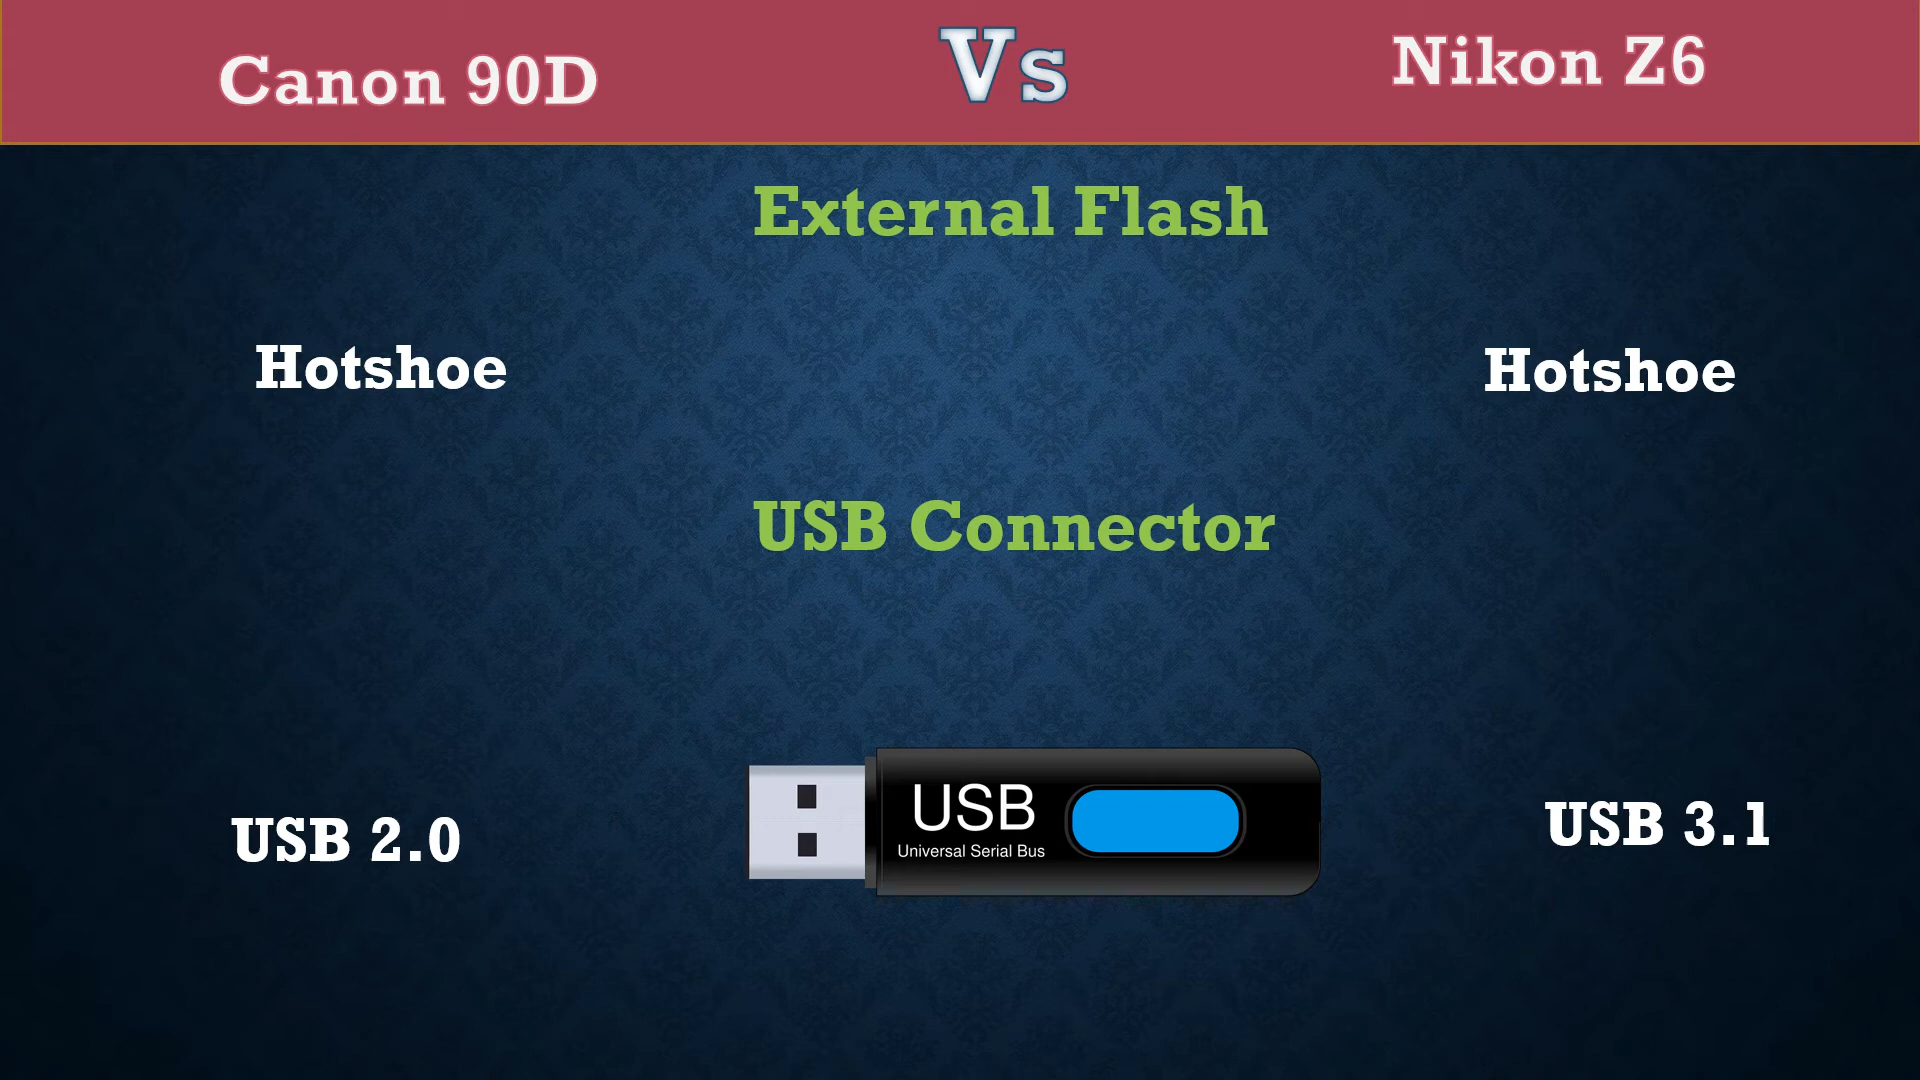 Canon 90D
Vs
Nikon Z6
External Flash
Hotshoe
Hotshoe
USB Connector
USB 2.0
USB
Universal Serial Bus
USB 3.1